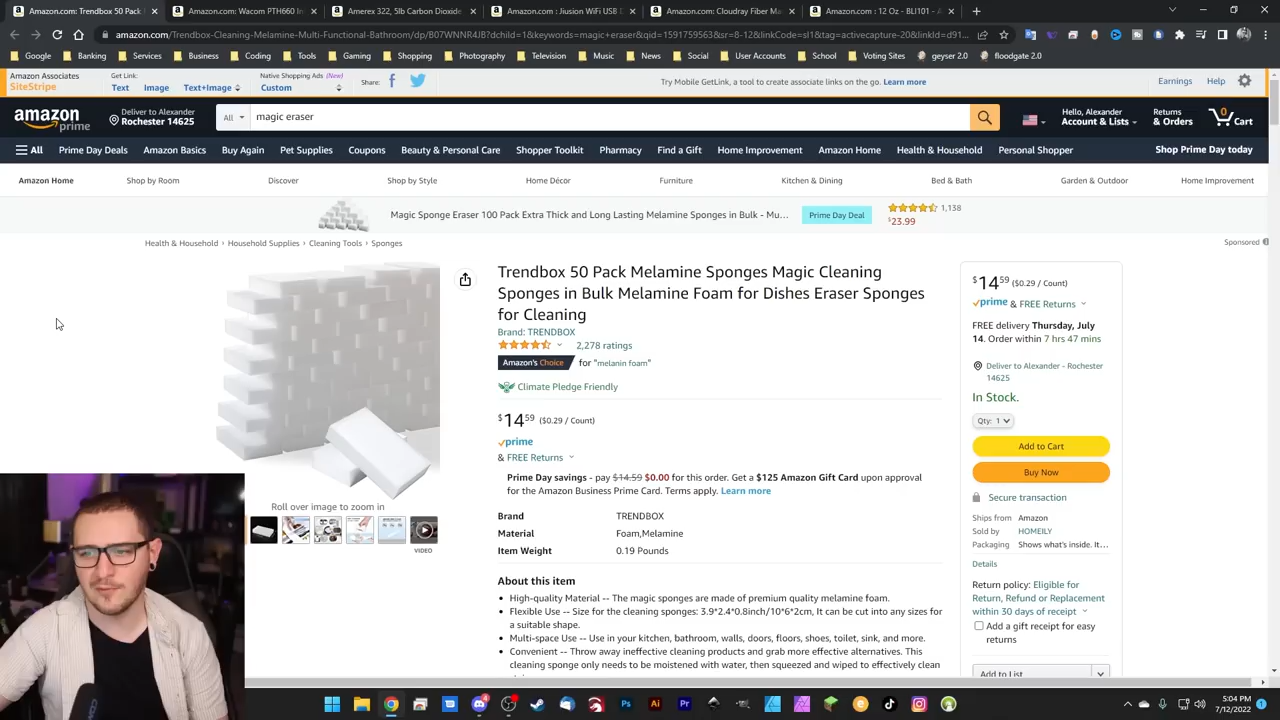 Amazon.com
Amazon.com: PTH660 In
Amerex 322, 5lb Carbon Dioxide
Amazon.com : Jiusion WiFi USB D
Amazon.com: Cloudray Fiber Ma
Amazon.com : 12 Oz - BLI101 - A
amazon.com/Trendbox-Cleaning-Melamine-Multi-Functional-Bathroom/dp/B07WNNR4JB?dchild=1&keywords=magic+eraser&qid=1591759563&sr=8-12&linkCode=sl1&tag=activecapture-20&linkId=d91...
Google Banking Services Business Coding Tools Gaming Shopping Photography Television Music News Social User Accounts School Voting Sites geyser 2.0 floodgate 2.0
Amazon Associates
SiteStripe
Get Link:
Text Image Text+Image
Native Shopping Ads (New)
Custom
Share:
Try Mobile GetLink, a tool to create associate links on the go. Learn more
Earnings Help
amazon
prime
Deliver to Alexander
Rochester 14625
All
magic eraser
Hello, Alexander
Account & Lists
Returns
& Orders
0
Cart
All Prime Day Deals Amazon Basics Buy Again Pet Supplies Coupons Beauty & Personal Care Shopper Toolkit Pharmacy Find a Gift Home Improvement Amazon Home Health & Household Personal Shopper Shop Prime Day today
Amazon Home Shop by Room Discover Shop by Style Home Décor Furniture Kitchen & Dining Bed & Bath Garden & Outdoor Home Improvement
Magic Sponge Eraser 100 Pack Extra Thick and Long Lasting Melamine Sponges in Bulk - Mu...
Prime Day Deal
1,138
$23.99
Health & Household › Household Supplies › Cleaning Tools › Sponges
Sponsored
Trendbox 50 Pack Melamine Sponges Magic Cleaning
Sponges in Bulk Melamine Foam for Dishes Eraser Sponges
for Cleaning
Brand: TRENDBOX
2,278 ratings
Amazon's Choice for "melanin foam"
Climate Pledge Friendly
$14 59 ($0.29 / Count)
prime
& FREE Returns
Prime Day savings - pay $14.59 $0.00 for this order. Get a $125 Amazon Gift Card upon approval
for the Amazon Business Prime Card. Terms apply. Learn more
Brand TRENDBOX
Material Foam,Melamine
Item Weight 0.19 Pounds
About this item
• High-quality Material -- The magic sponges are made of premium quality melamine foam.
• Flexible Use -- Size for the cleaning sponges: 3.9*2.4*0.8inch/10*6*2cm, It can be cut into any sizes for
a suitable shape.
• Multi-space Use -- Use in your kitchen, bathroom, walls, doors, floors, shoes, toilet, sink, and more.
• Convenient -- Throw away ineffective cleaning products and grab more effective alternatives. This
cleaning sponge only needs to be moistened with water, then squeezed and wiped to effectively clean
Roll over image to zoom in
VIDEO
$14 59 ($0.29 / Count)
prime & FREE Returns
FREE delivery Thursday, July
14. Order within 7 hrs 47 mins
Deliver to Alexander - Rochester
14625
In Stock.
Qty: 1
Add to Cart
Buy Now
Secure transaction
Ships from Amazon
Sold by HOMEILY
Packaging Shows what's inside. It...
Details
Return policy: Eligible for
Return, Refund or Replacement
within 30 days of receipt
Add a gift receipt for easy
returns
Add to List
5:04 PM
7/12/2022